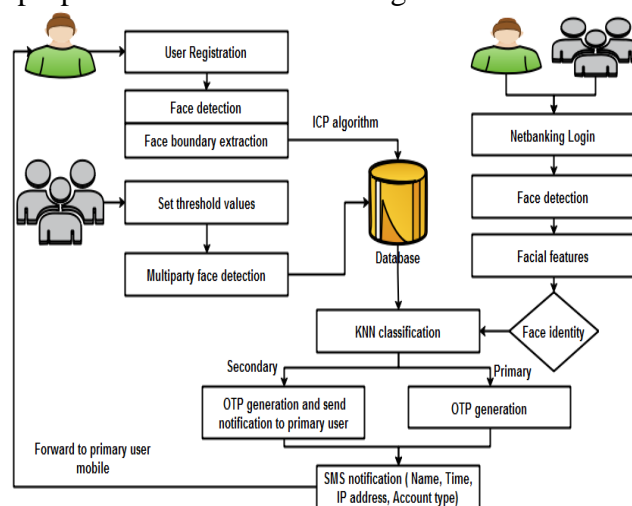 User Registration
Face detection
Face boundary extraction
ICP algorithm
Set threshold values
Multiparty face detection
Database
Netbanking Login
Face detection
Facial features
Face identity
KNN classification
Secondary
Primary
OTP generation and send
notification to primary user
OTP generation
Forward to primary user
mobile
SMS notification ( Name, Time,
IP address, Account type)